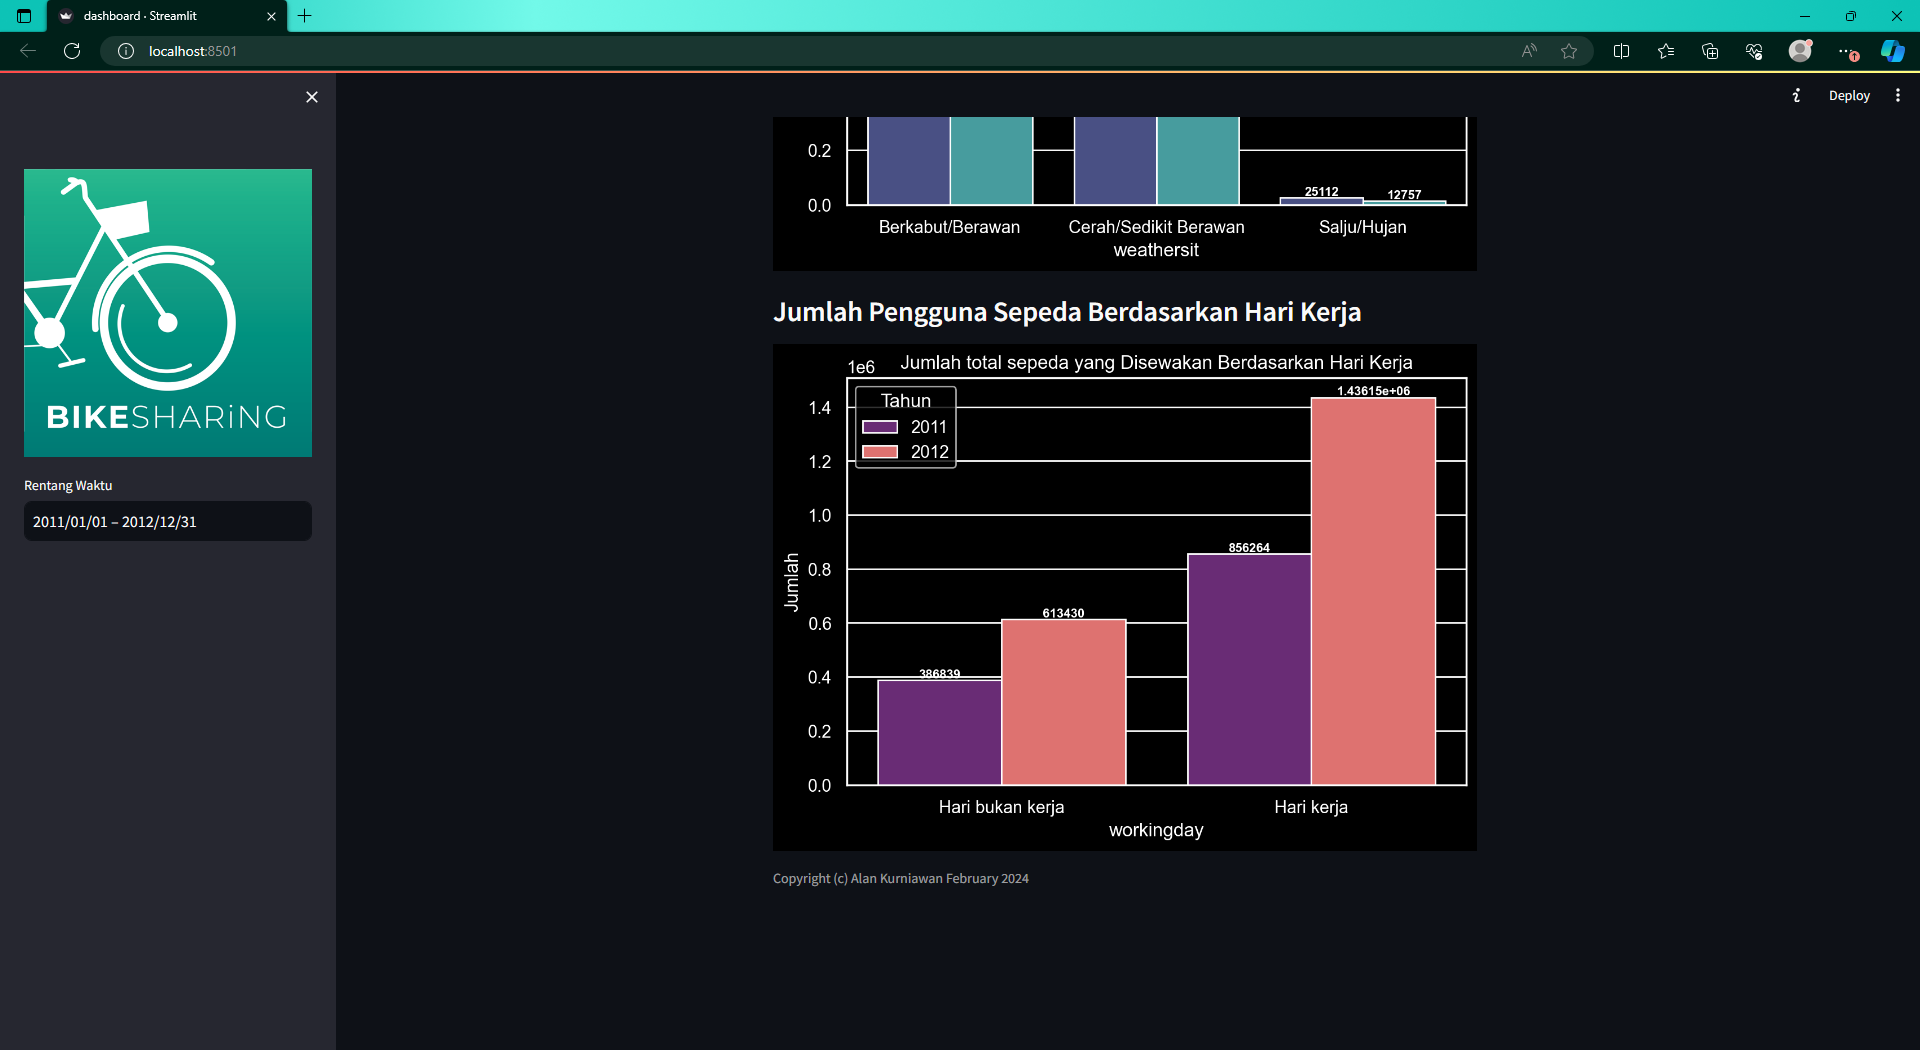 dashboard · Streamlit
localhost:8501
Deploy
BIKESHARiNG
Rentang Waktu
2011/01/01 – 2012/12/31
0.2
0.0
25112
12757
Berkabut/Berawan
Cerah/Sedikit Berawan
Salju/Hujan
weathersit
Jumlah Pengguna Sepeda Berdasarkan Hari Kerja
1e6
Jumlah total sepeda yang Disewakan Berdasarkan Hari Kerja
Tahun
2011
2012
1.43615e+06
1.4
1.2
1.0
856264
Jumlah
0.8
613430
0.6
386839
0.4
0.2
0.0
Hari bukan kerja
Hari kerja
workingday
Copyright (c) Alan Kurniawan February 2024